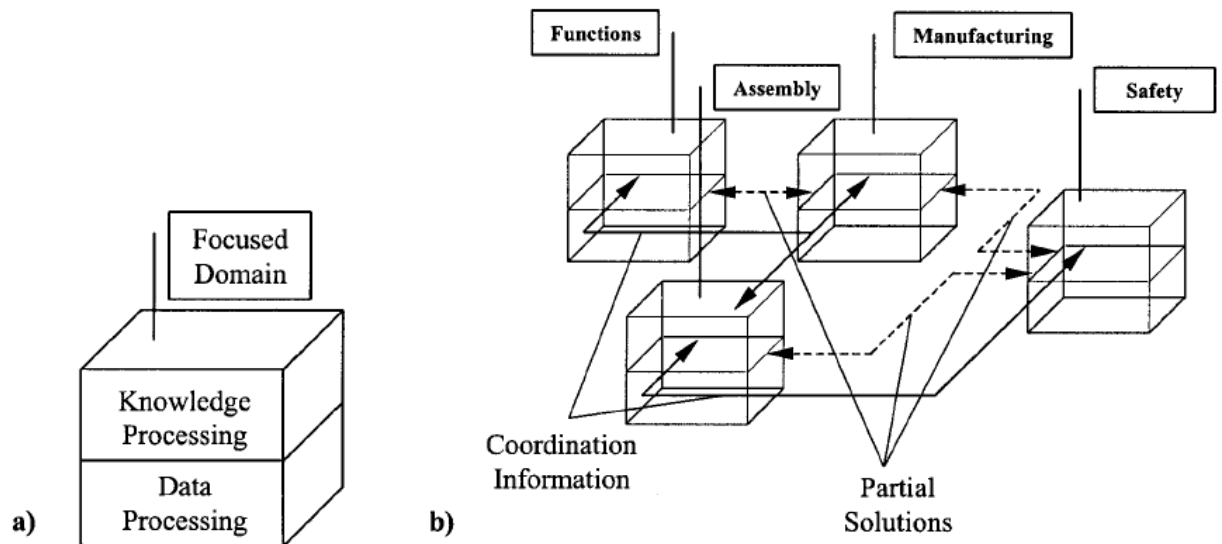 Focused
Domain
Knowledge
Processing
Data
Processing
a)
Functions
Manufacturing
Assembly
Safety
Coordination
Information
Partial
Solutions
b)